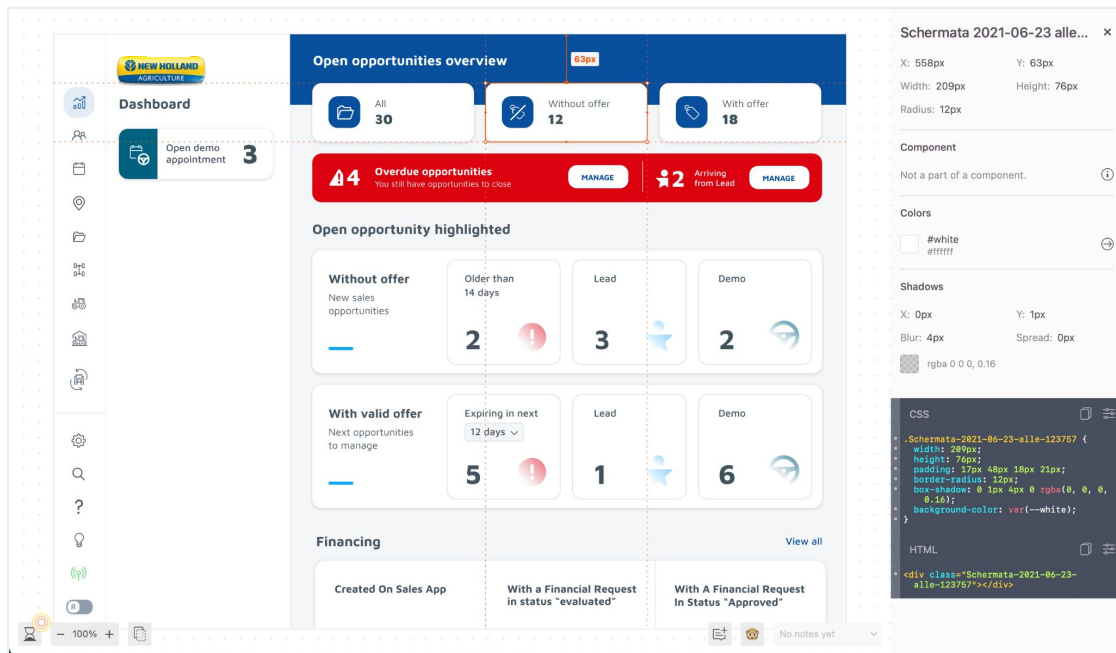 NEW HOLLAND
AGRICULTURE
Dashboard
Open demo
appointment
3
Open opportunities overview
63px
All
30
Without offer
12
With offer
18
4
Overdue opportunities
You still have opportunities to close
MANAGE
2
Arriving
from Lead
MANAGE
Open opportunity highlighted
Without offer
New sales
opportunities
Older than
14 days
2
Lead
3
Demo
2
With valid offer
Next opportunities
to manage
Expiring in next
12 days
5
Lead
1
Demo
6
Financing
View all
Created On Sales App
With a Financial Request
in status "evaluated"
With A Financial Request
In Status "Approved"
?
R
− 100% +
No notes yet
Schermata 2021-06-23 alle... ×
X: 558px
Y: 63px
Width: 209px
Height: 76px
Radius: 12px
Component
Not a part of a component.
Colors
#white
#ffffff
Shadows
X: 0px
Y: 1px
Blur: 4px
Spread: 0px
rgba 0 0 0, 0.16
CSS
.Schermata-2021-06-23-alle-123757 {
width: 209px;
height: 76px;
padding: 17px 48px 18px 21px;
border-radius: 12px;
box-shadow: 0 1px 4px 0 rgba(0, 0, 0,
0.16);
background-color: var(--white);
}
HTML
<div class="Schermata-2021-06-23-
alle-123757"></div>